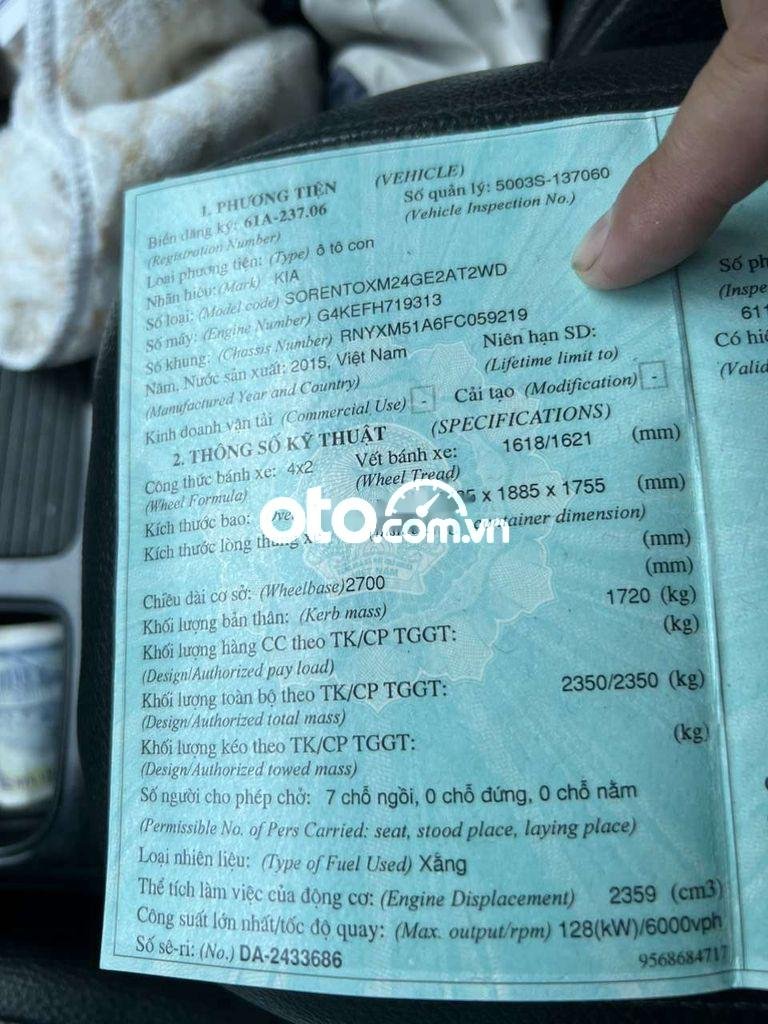 1. PHƯƠNG TIỆN (VEHICLE)
Biển đăng ký: 61A-237.06 Số quản lý: 5003S-137060
(Registration Number) (Vehicle Inspection No.)
Loại phương tiện: (Type) ô tô con
Nhãn hiệu: (Mark) KIA
Số loại: (Model code) SORENTOXM24GE2AT2WD
Số máy: (Engine Number) G4KEFH719313
Số khung: (Chassis Number) RNYXM51A6FC059219
Năm, Nước sản xuất: 2015, Việt Nam Niên hạn SD:
(Manufactured Year and Country) (Lifetime limit to)
Kinh doanh vận tải (Commercial Use) - Cải tạo (Modification) -
2. THÔNG SỐ KỸ THUẬT (SPECIFICATIONS)
Công thức bánh xe: 4x2 Vết bánh xe: 1618/1621 (mm)
(Wheel Formula) (Wheel Tread)
Kích thước bao: x 1885 x 1755 (mm)
Kích thước lòng container dimension)
(mm)
(mm)
Chiều dài cơ sở: (Wheelbase)2700
Khối lượng bản thân: (Kerb mass) 1720 (kg)
Khối lượng hàng CC theo TK/CP TGGT: (kg)
(Design/Authorized pay load)
Khối lượng toàn bộ theo TK/CP TGGT: 2350/2350 (kg)
(Design/Authorized total mass)
Khối lượng kéo theo TK/CP TGGT: (kg)
(Design/Authorized towed mass)
Số người cho phép chở: 7 chỗ ngồi, 0 chỗ đứng, 0 chỗ nằm
(Permissible No. of Pers Carried: seat, stood place, laying place)
Loại nhiên liệu: (Type of Fuel Used) Xăng
Thể tích làm việc của động cơ: (Engine Displacement) 2359 (cm3)
Công suất lớn nhất/tốc độ quay: (Max. output/rpm) 128(kW)/6000vph
Số sê-ri: (No.) DA-2433686 9568684717
Số
(Inspe
611
Có
(Valid
oto.com.vn